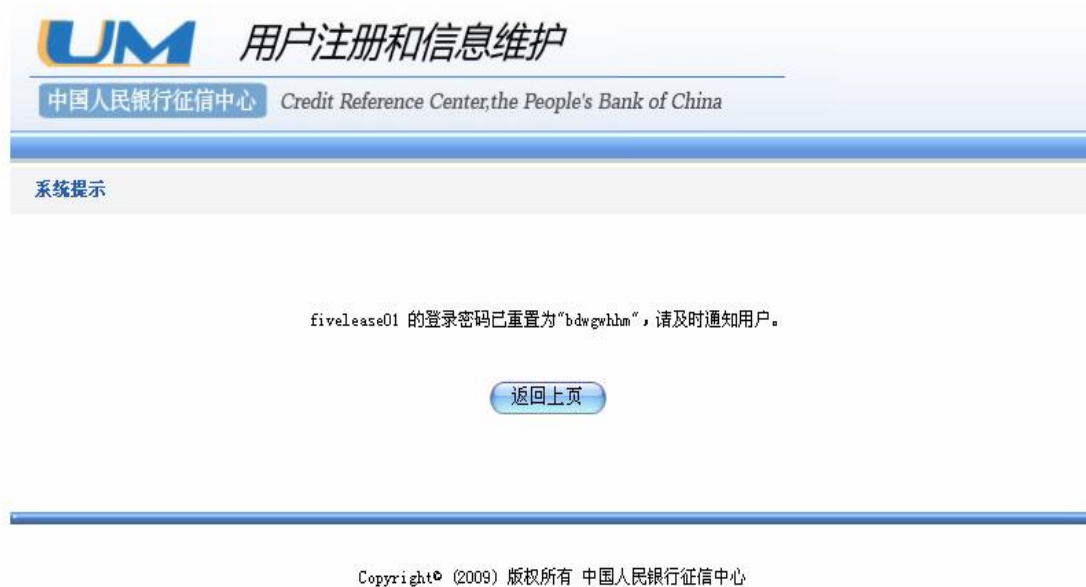 UM 用户注册和信息维护
中国人民银行征信中心 Credit Reference Center,the People's Bank of China
系统提示
fivelease01 的登录密码已重置为"bdwgwhhm"，请及时通知用户。
返回上页
Copyright© (2009) 版权所有 中国人民银行征信中心